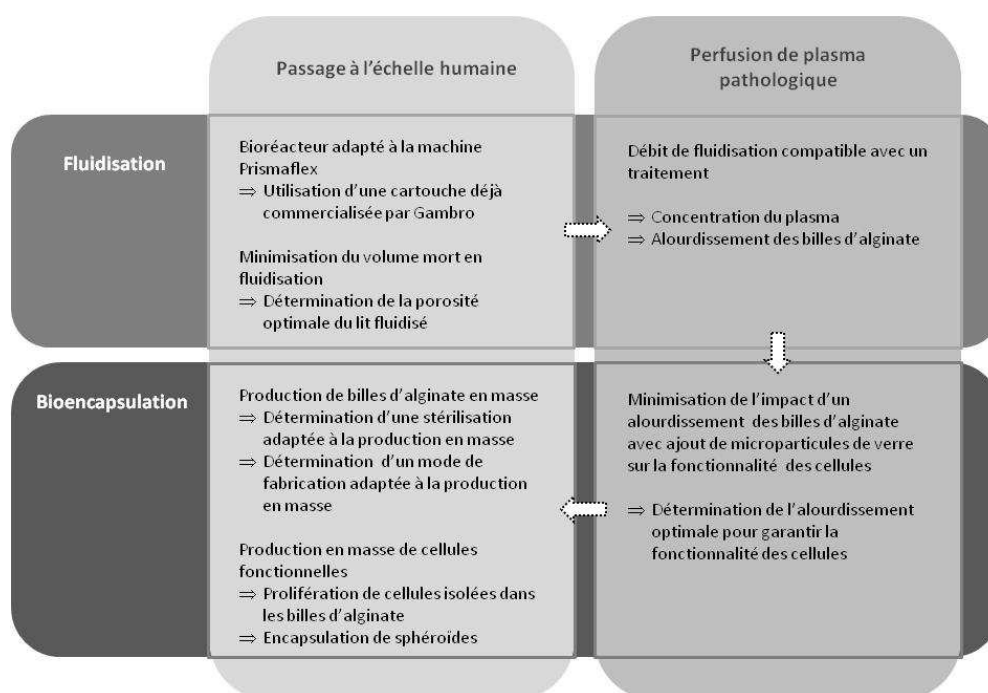 Passage à l'échelle humaine
Perfusion de plasma
pathologique
Fluidisation
Bioréacteur adapté à la machine
Prismaflex
⇒ Utilisation d'une cartouche déjà
commercialisée par Gambro
Minimisation du volume mort en
fluidisation
⇒ Détermination de la porosité
optimale du lit fluidisé
Débit de fluidisation compatible avec un
traitement
⇒ Concentration du plasma
⇒ Alourdissement des billes d'alginate
Bioencapsulation
Production de billes d'alginate en masse
⇒ Détermination d'une stérilisation
adaptée à la production en masse
⇒ Détermination d'un mode de
fabrication adaptée à la production
en masse
Production en masse de cellules
fonctionnelles
⇒ Prolifération de cellules isolées dans
les billes d'alginate
⇒ Encapsulation de sphéroïdes
Minimisation de l'impact d'un
alourdissement des billes d'alginate
avec ajout de microparticules de verre
sur la fonctionnalité des cellules
⇒ Détermination de l'alourdissement
optimale pour garantir la
fonctionnalité des cellules